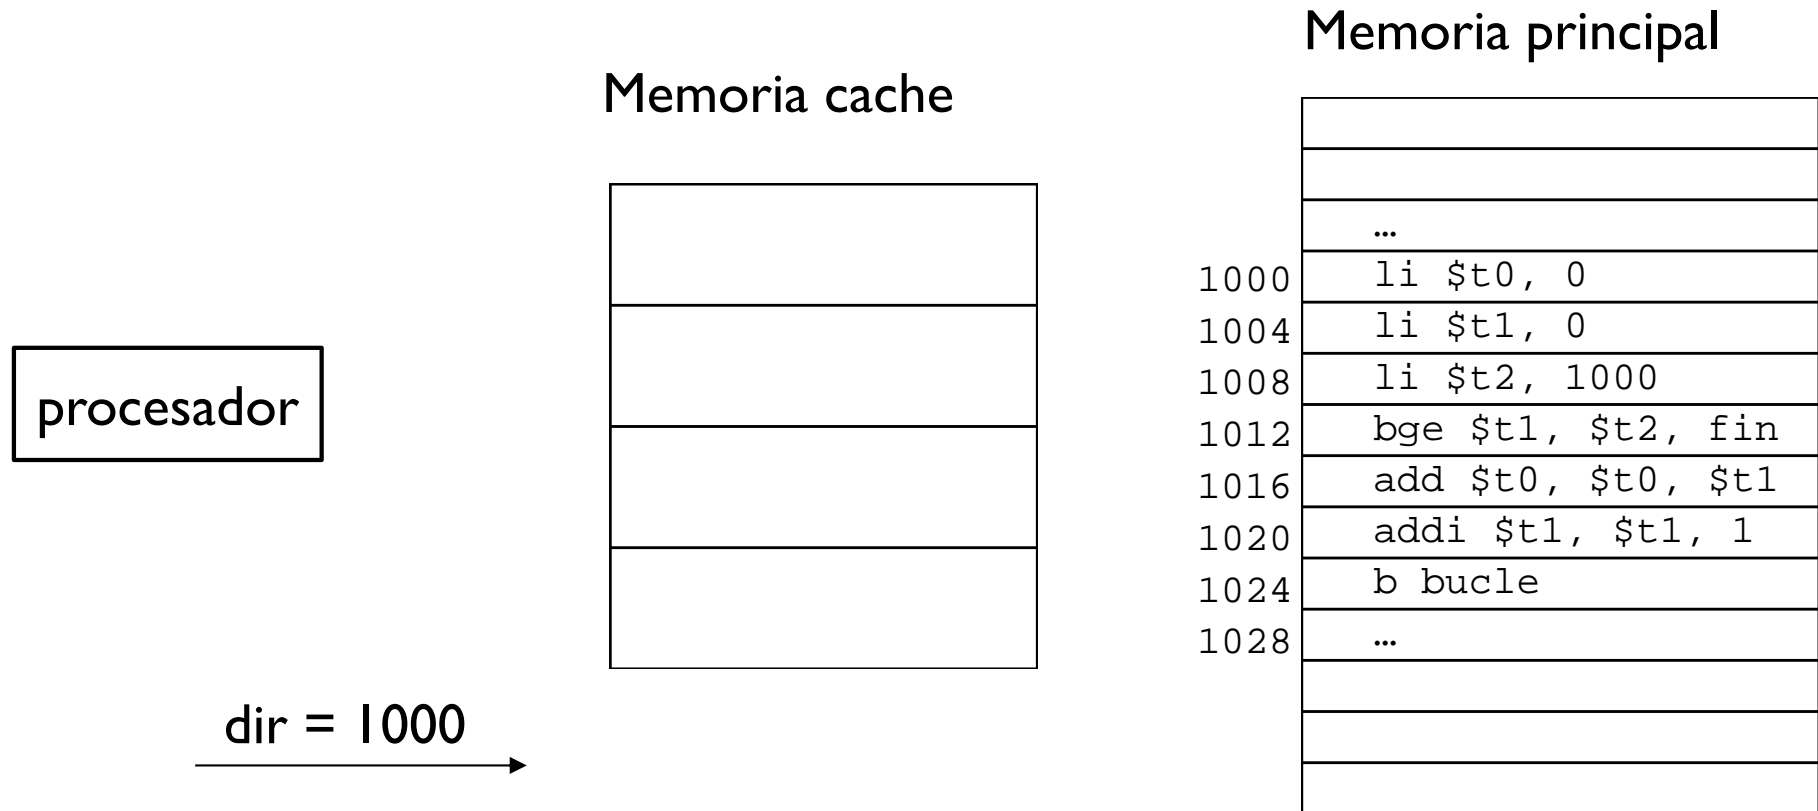 Memoria principal
Memoria cache
…
1000 li $t0, 0
1004 li $t1, 0
1008 li $t2, 1000
1012 bge $t1, $t2, fin
1016 add $t0, $t0, $t1
1020 addi $t1, $t1, 1
1024 b bucle
1028 …
procesador
dir = 1000